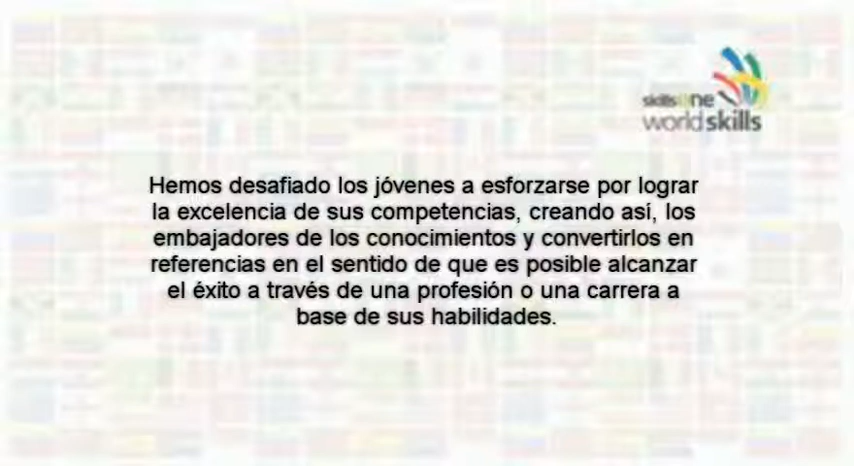 skills one
world skills
Hemos desafiado los jóvenes a esforzarse por lograr
la excelencia de sus competencias, creando así, los
embajadores de los conocimientos y convertirlos en
referencias en el sentido de que es posible alcanzar
el éxito a través de una profesión o una carrera a
base de sus habilidades.